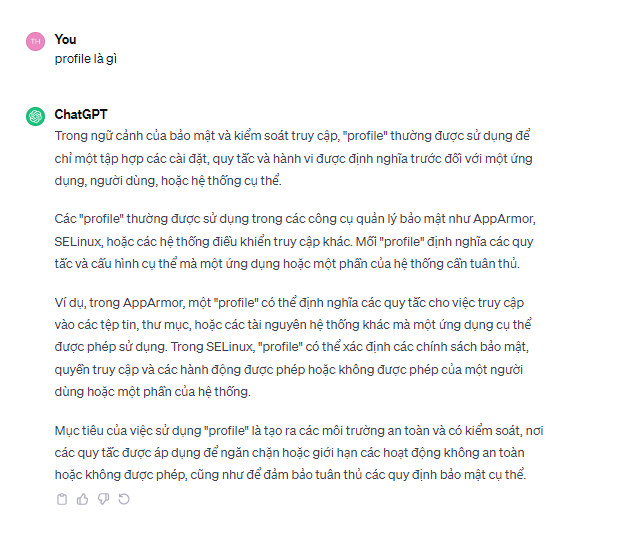 TH
You
profile là gì
ChatGPT
Trong ngữ cảnh của bảo mật và kiểm soát truy cập, "profile" thường được sử dụng để
chỉ một tập hợp các cài đặt, quy tắc và hành vi được định nghĩa trước đối với một ứng
dụng, người dùng, hoặc hệ thống cụ thể.
Các "profile" thường được sử dụng trong các công cụ quản lý bảo mật như AppArmor,
SELinux, hoặc các hệ thống điều khiển truy cập khác. Mỗi "profile" định nghĩa các quy
tắc và cấu hình cụ thể mà một ứng dụng hoặc một phần của hệ thống cần tuân thủ.
Ví dụ, trong AppArmor, một "profile" có thể định nghĩa các quy tắc cho việc truy cập
vào các tệp tin, thư mục, hoặc các tài nguyên hệ thống khác mà một ứng dụng cụ thể
được phép sử dụng. Trong SELinux, "profile" có thể xác định các chính sách bảo mật,
quyền truy cập và các hành động được phép hoặc không được phép của một người
dùng hoặc một phần của hệ thống.
Mục tiêu của việc sử dụng "profile" là tạo ra các môi trường an toàn và có kiểm soát, nơi
các quy tắc được áp dụng để ngăn chặn hoặc giới hạn các hoạt động không an toàn
hoặc không được phép, cũng như để đảm bảo tuân thủ các quy định bảo mật cụ thể.